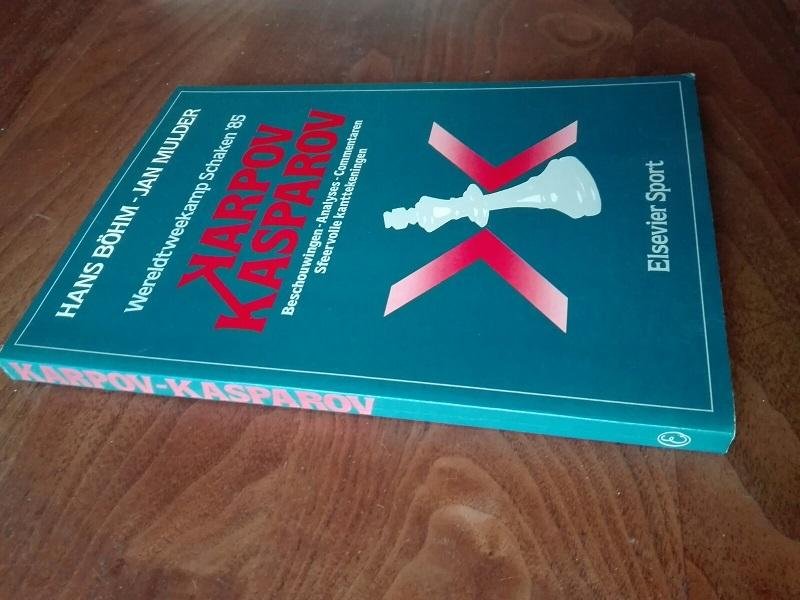 HANS BÖHM - JAN MULDER
Wereldtweekamp Schaken '85
KARPOV
KASPAROV
Beschouwingen - Analyses - Commentaren
Sfeervolle kanttekeningen
Elsevier Sport
KARPOV-KASPAROV